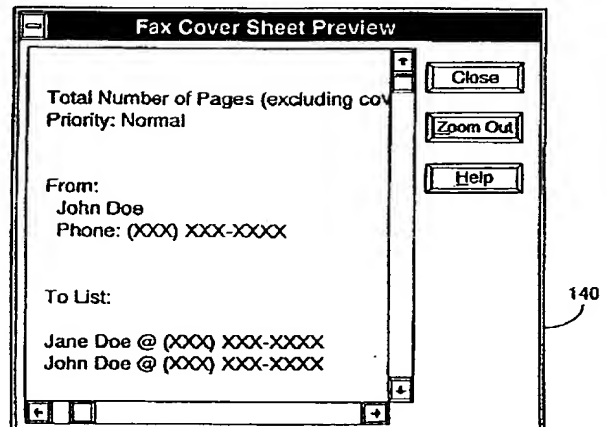 Fax Cover Sheet Preview
Total Number of Pages (excluding cov
Priority: Normal
From:
John Doe
Phone: (XXX) XXX-XXXX
To List:
Jane Doe @ (XXX) XXX-XXXX
John Doe @ (XXX) XXX-XXXX
Close
Zoom Out
Help
140